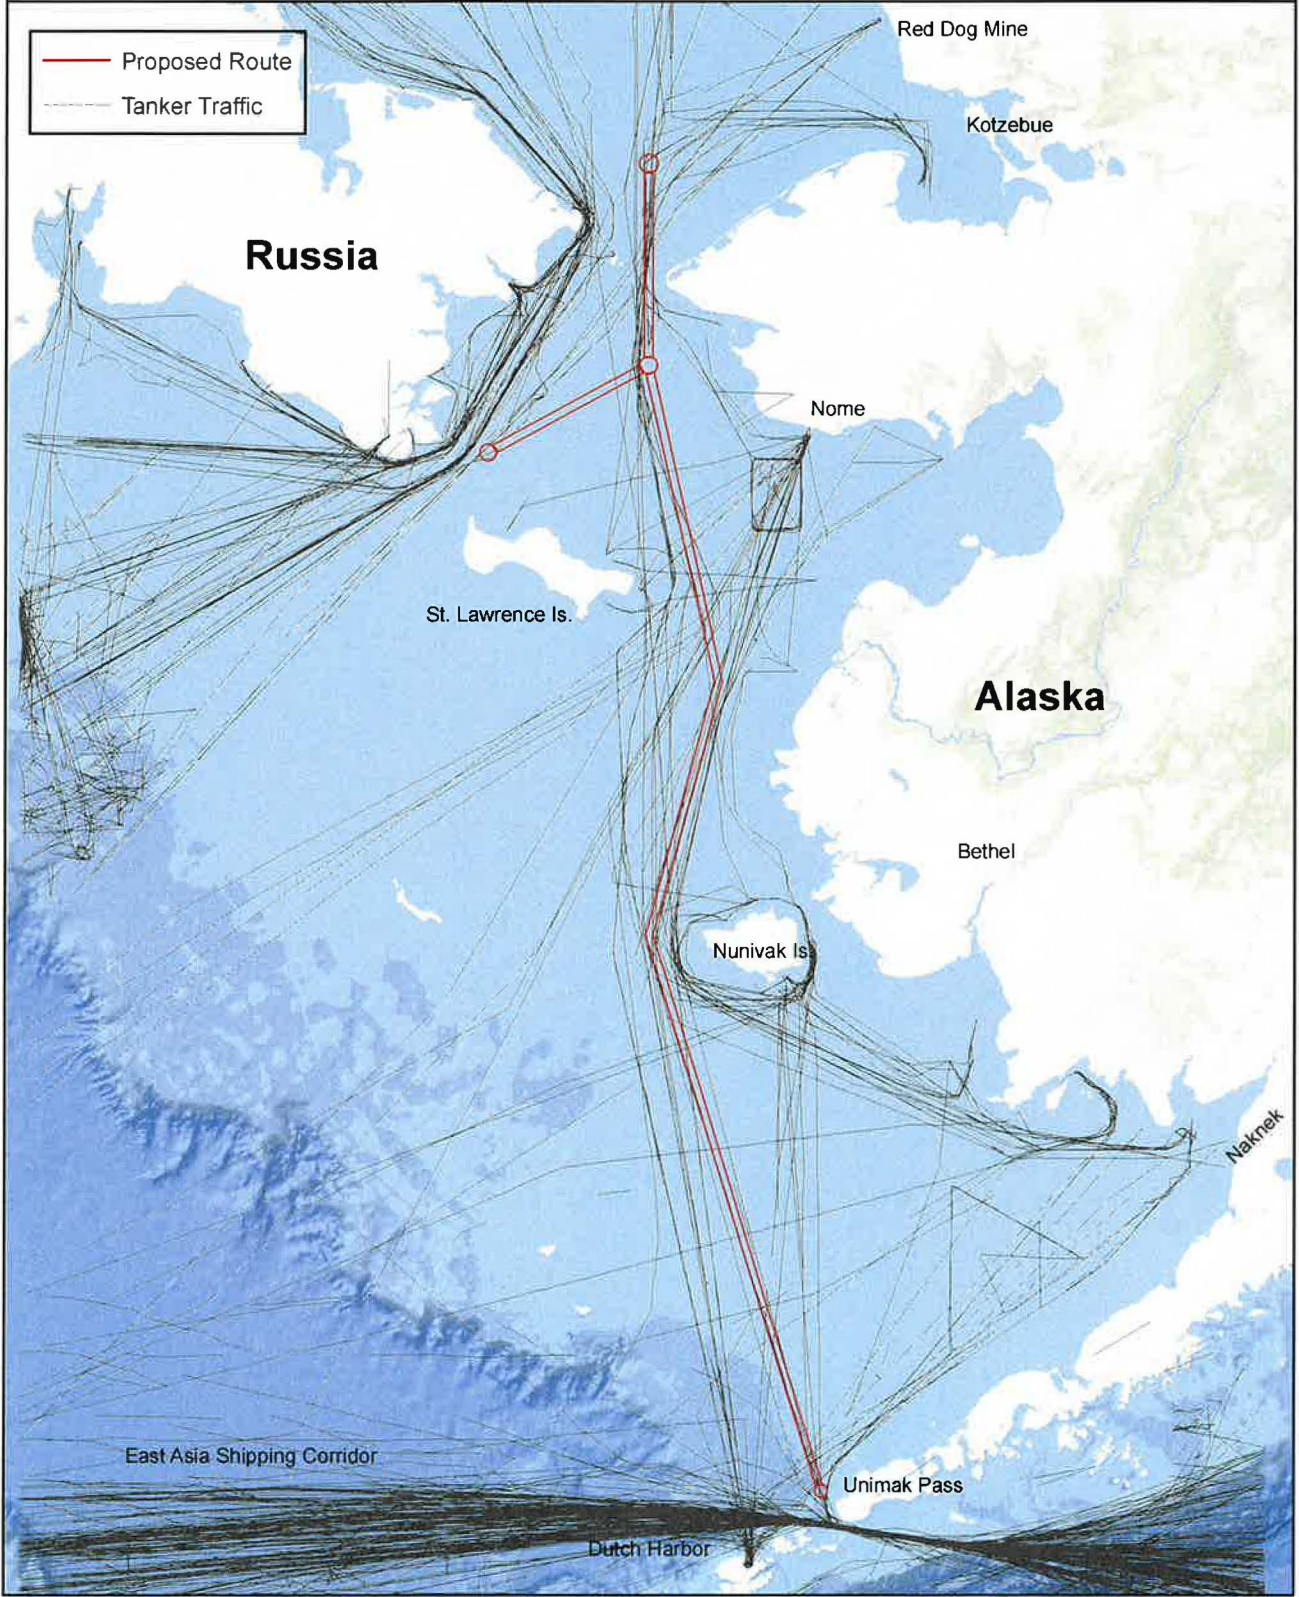 Red Dog Mine
Proposed Route
Tanker Traffic
Kotzebue
Russia
Nome
St. Lawrence Is.
Alaska
Bethel
Nunivak Is.
Naknek
East Asia Shipping Corridor
Unimak Pass
Dutch Harbor